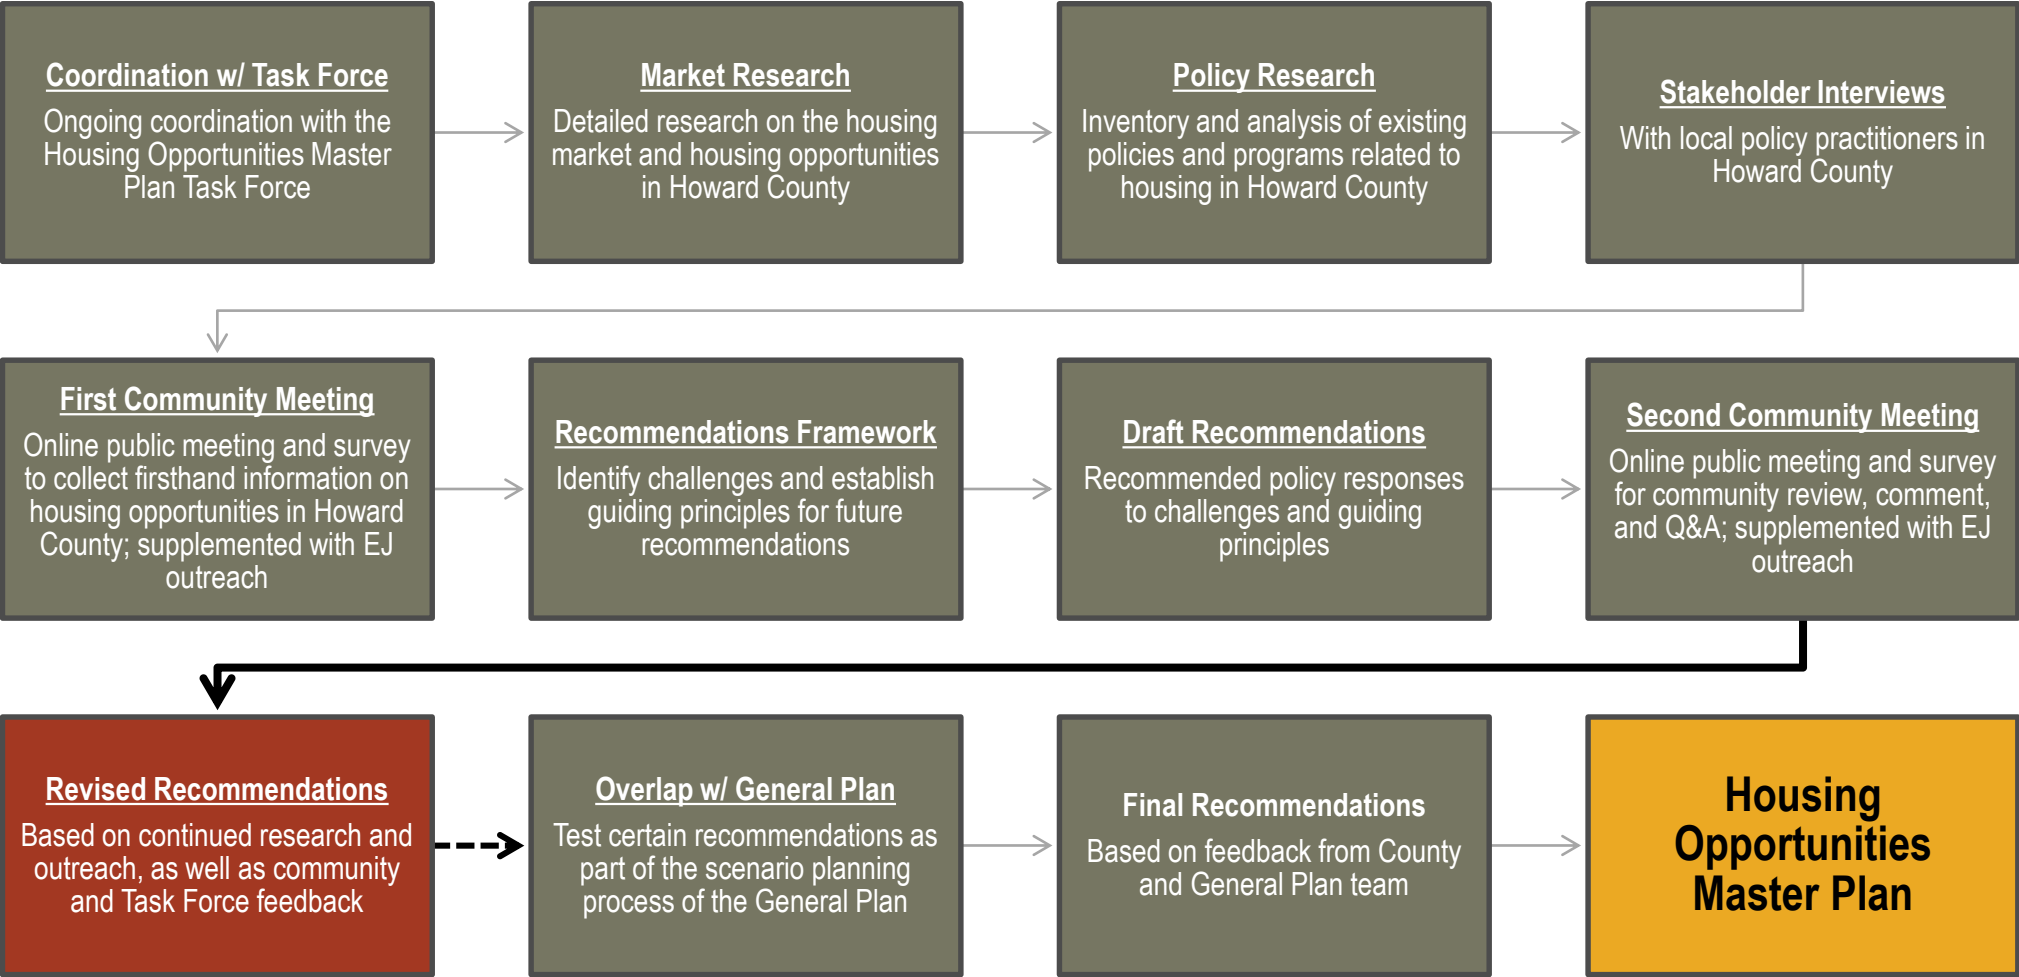 Coordination w/ Task Force
Ongoing coordination with the
Housing Opportunities Master
Plan Task Force
Market Research
Detailed research on the housing
market and housing opportunities
in Howard County
Policy Research
Inventory and analysis of existing
policies and programs related to
housing in Howard County
Stakeholder Interviews
With local policy practitioners in
Howard County
First Community Meeting
Online public meeting and survey
to collect firsthand information on
housing opportunities in Howard
County; supplemented with EJ
outreach
Recommendations Framework
Identify challenges and establish
guiding principles for future
recommendations
Draft Recommendations
Recommended policy responses
to challenges and guiding
principles
Second Community Meeting
Online public meeting and survey
for community review, comment,
and Q&A; supplemented with EJ
outreach
Revised Recommendations
Based on continued research and
outreach, as well as community
and Task Force feedback
Overlap w/ General Plan
Test certain recommendations as
part of the scenario planning
process of the General Plan
Final Recommendations
Based on feedback from County
and General Plan team
Housing
Opportunities
Master Plan